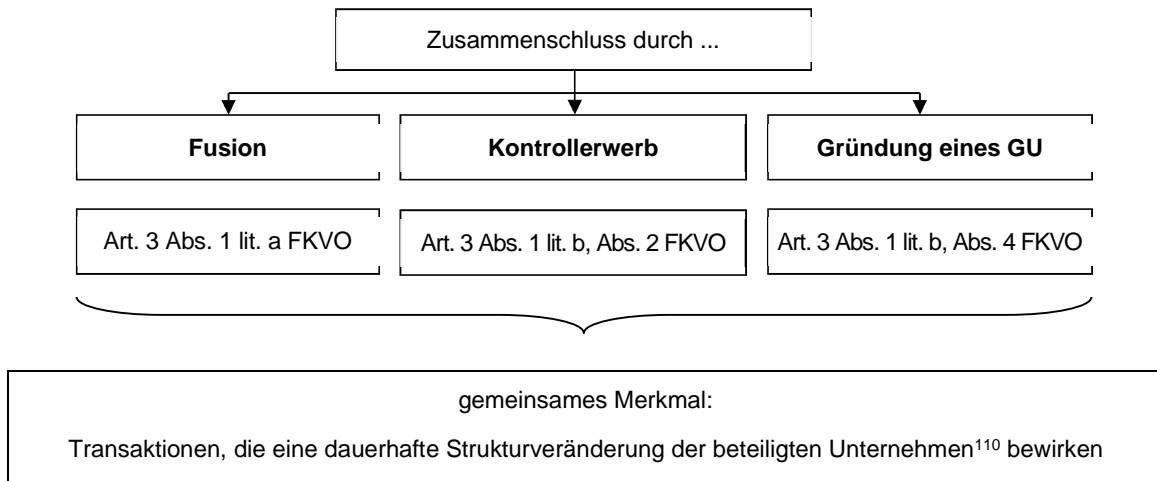 Zusammenschluss durch ...
Fusion
Kontrollerwerb
Gründung eines GU
Art. 3 Abs. 1 lit. a FKVO
Art. 3 Abs. 1 lit. b, Abs. 2 FKVO
Art. 3 Abs. 1 lit. b, Abs. 4 FKVO
gemeinsames Merkmal:
Transaktionen, die eine dauerhafte Strukturveränderung der beteiligten Unternehmen¹¹⁰ bewirken